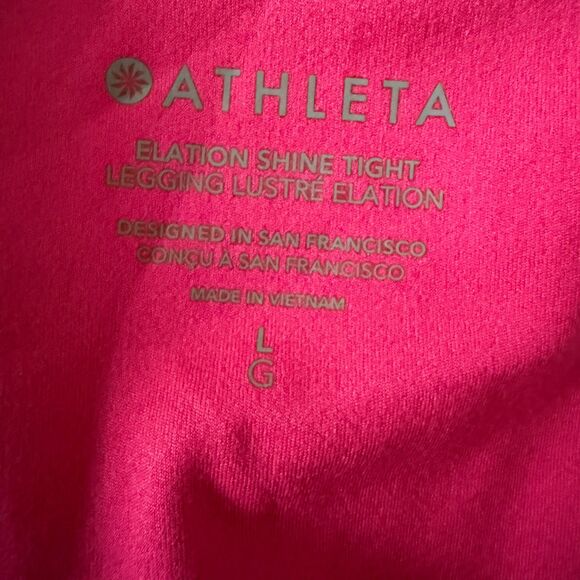 ATHLETA
ELATION SHINE TIGHT
LEGGING LUSTRÉ ELATION
DESIGNED IN SAN FRANCISCO
CONÇU À SAN FRANCISCO
MADE IN VIETNAM
L
G